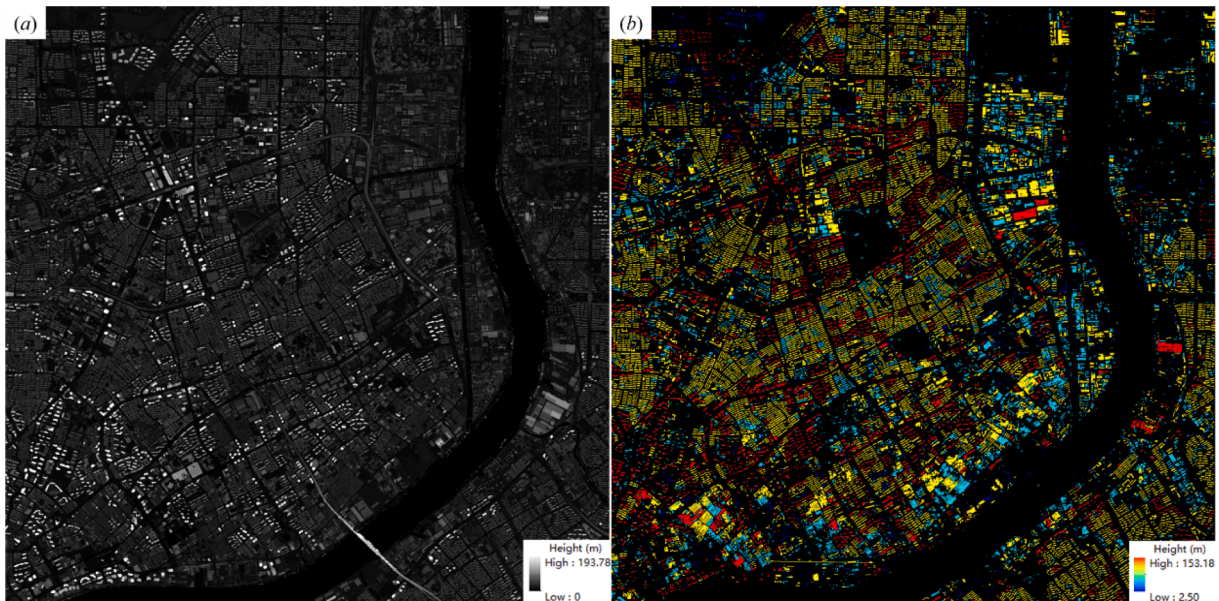 (a)
Height (m)
High : 193.78
Low : 0
(b)
Height (m)
High : 153.18
Low : 2.50